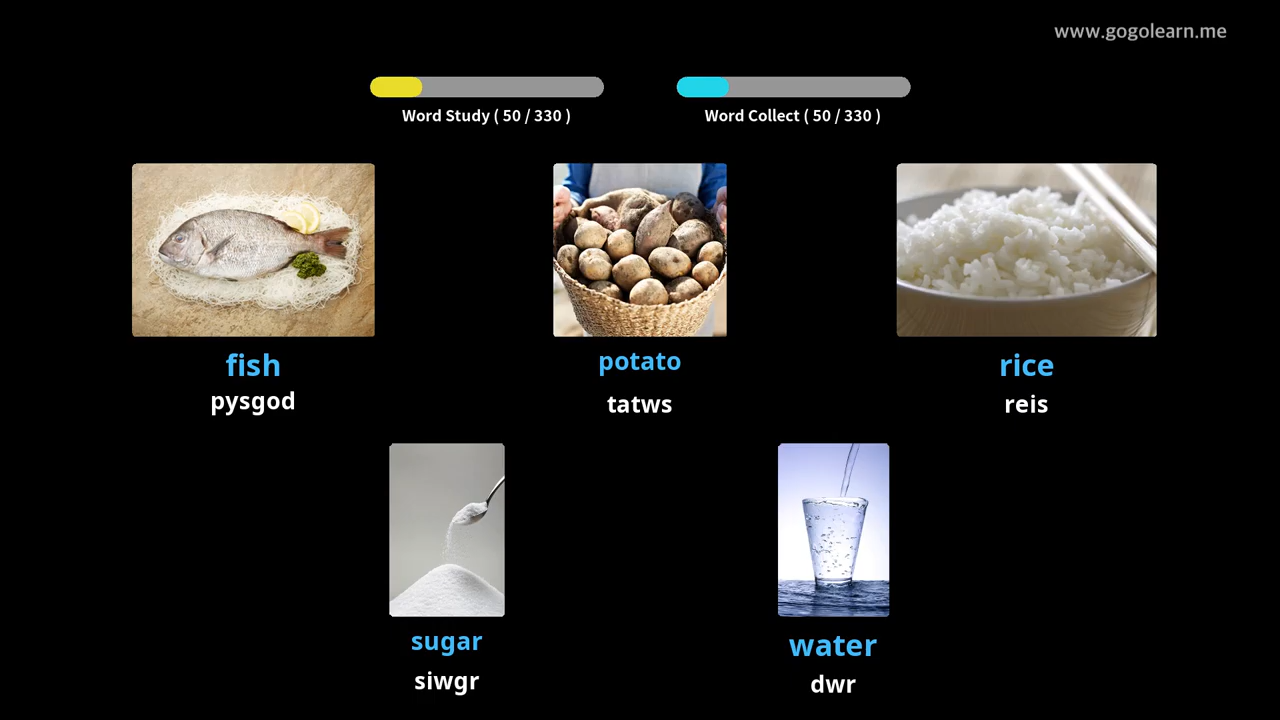 www.gogolearn.me
Word Study ( 50 / 330 )
Word Collect ( 50 / 330 )
fish
pysgod
potato
tatws
rice
reis
sugar
siwgr
water
dwr